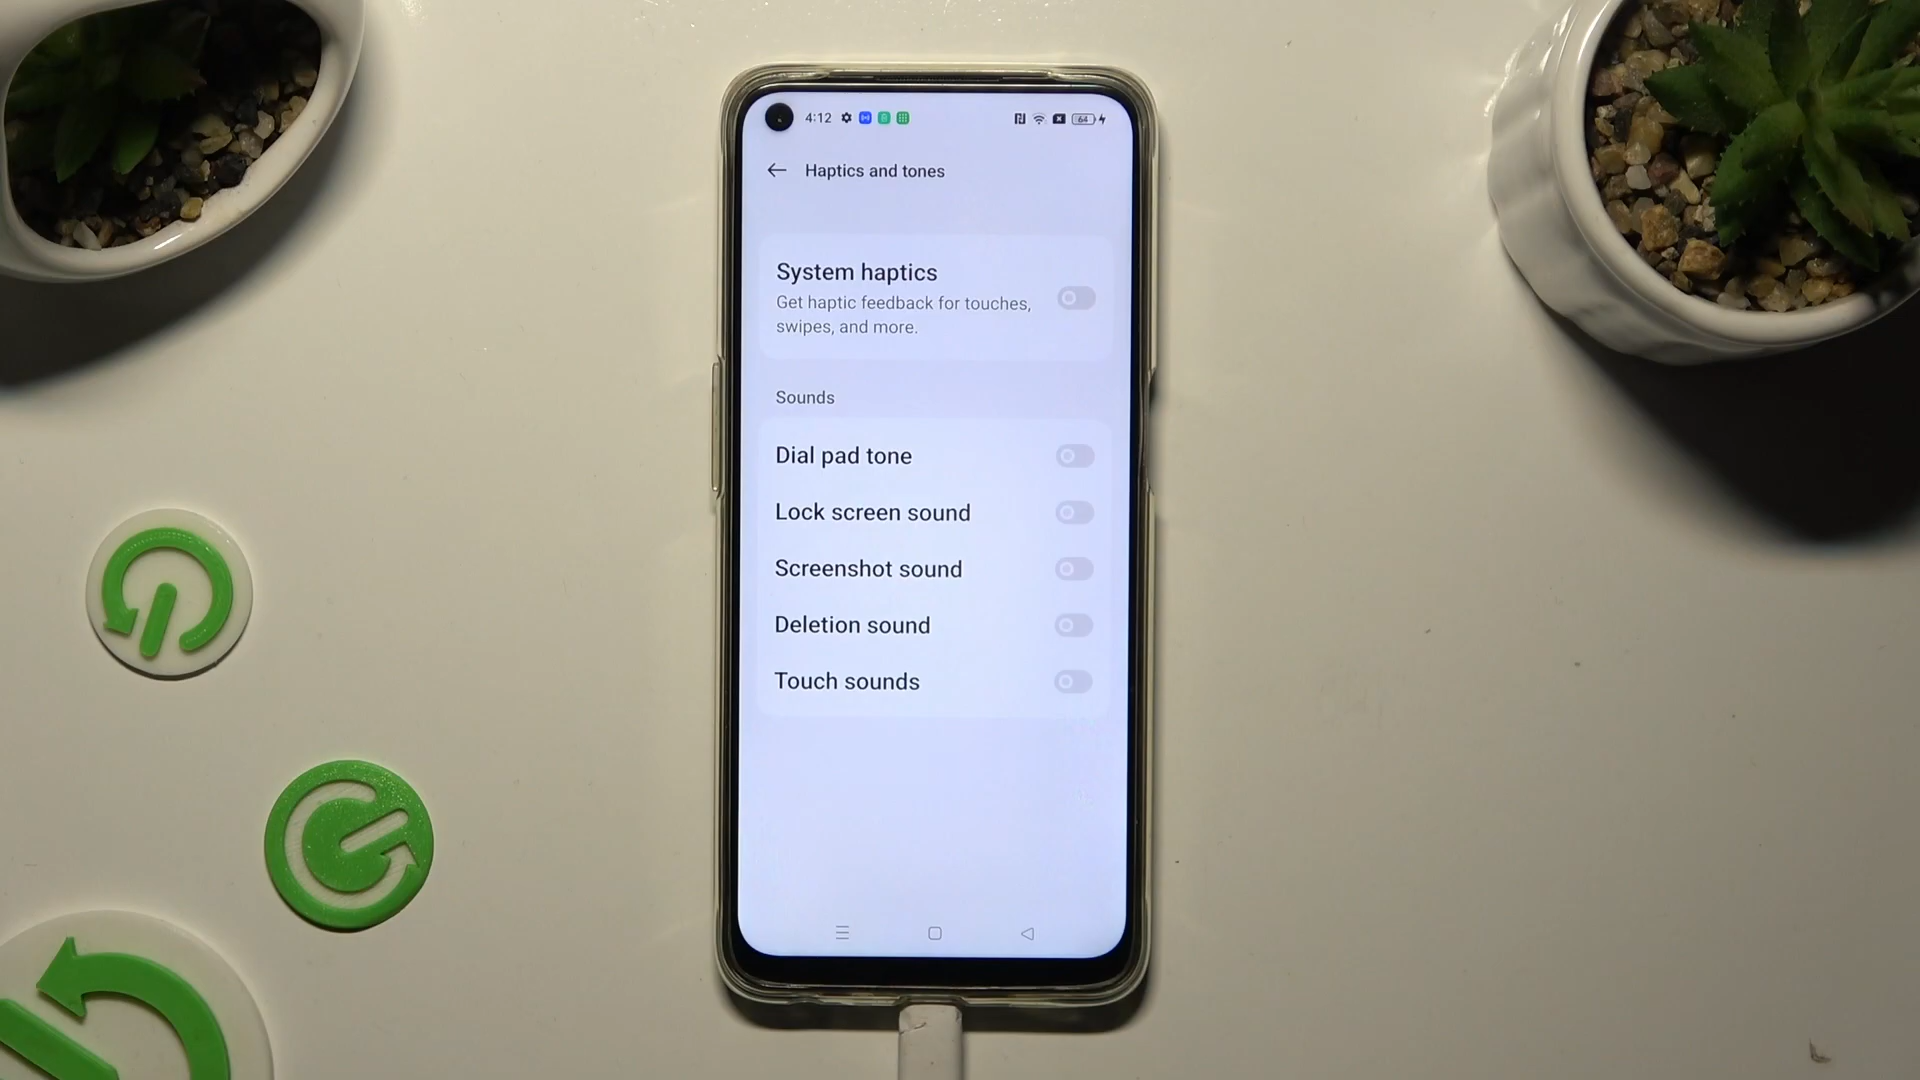 4:12
64
Haptics and tones
System haptics
Get haptic feedback for touches,
swipes, and more.
Sounds
Dial pad tone
Lock screen sound
Screenshot sound
Deletion sound
Touch sounds